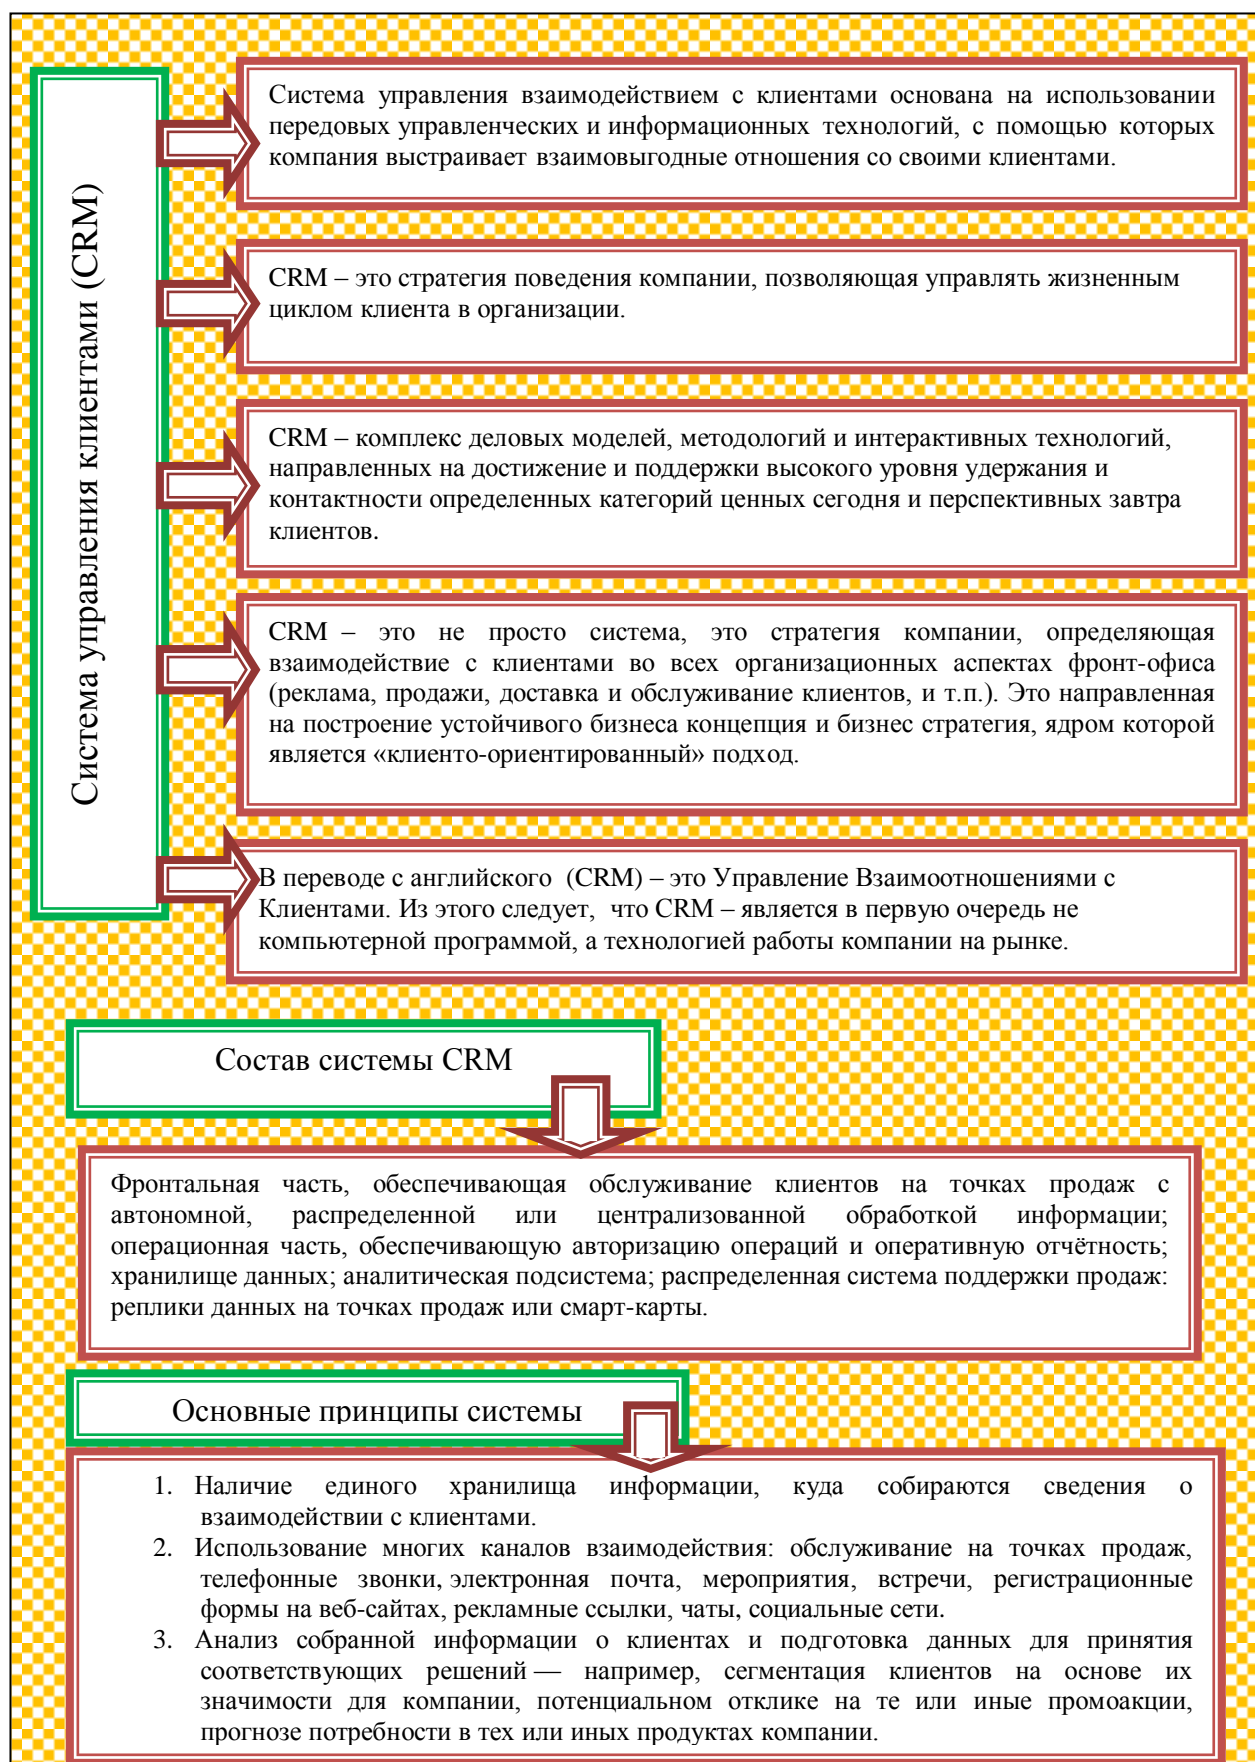 Система управления клиентами (CRM)
Система управления взаимодействием с клиентами основана на использовании
передовых управленческих и информационных технологий, с помощью которых
компания выстраивает взаимовыгодные отношения со своими клиентами.
CRM – это стратегия поведения компании, позволяющая управлять жизненным
циклом клиента в организации.
CRM – комплекс деловых моделей, методологий и интерактивных технологий,
направленных на достижение и поддержки высокого уровня удержания и
контактности определенных категорий ценных сегодня и перспективных завтра
клиентов.
CRM – это не просто система, это стратегия компании, определяющая
взаимодействие с клиентами во всех организационных аспектах фронт-офиса
(реклама, продажи, доставка и обслуживание клиентов, и т.п.). Это направленная
на построение устойчивого бизнеса концепция и бизнес стратегия, ядром которой
является «клиенто-ориентированный» подход.
В переводе с английского (CRM) – это Управление Взаимоотношениями с
Клиентами. Из этого следует, что CRM – является в первую очередь не
компьютерной программой, а технологией работы компании на рынке.
Состав системы CRM
Фронтальная часть, обеспечивающая обслуживание клиентов на точках продаж с
автономной, распределенной или централизованной обработкой информации;
операционная часть, обеспечивающую авторизацию операций и оперативную отчётность;
хранилище данных; аналитическая подсистема; распределенная система поддержки продаж:
реплики данных на точках продаж или смарт-карты.
Основные принципы системы
1. Наличие единого хранилища информации, куда собираются сведения о
взаимодействии с клиентами.
2. Использование многих каналов взаимодействия: обслуживание на точках продаж,
телефонные звонки, электронная почта, мероприятия, встречи, регистрационные
формы на веб-сайтах, рекламные ссылки, чаты, социальные сети.
3. Анализ собранной информации о клиентах и подготовка данных для принятия
соответствующих решений — например, сегментация клиентов на основе их
значимости для компании, потенциальном отклике на те или иные промоакции,
прогнозе потребности в тех или иных продуктах компании.